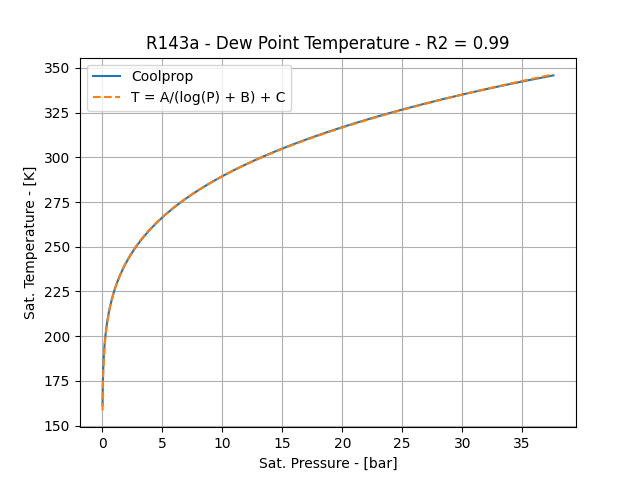 R143a - Dew Point Temperature - R2 = 0.99
Coolprop
T = A/(log(P) + B) + C
Sat. Temperature - [K]
350
325
300
275
250
225
200
175
150
0 5 10 15 20 25 30 35
Sat. Pressure - [bar]